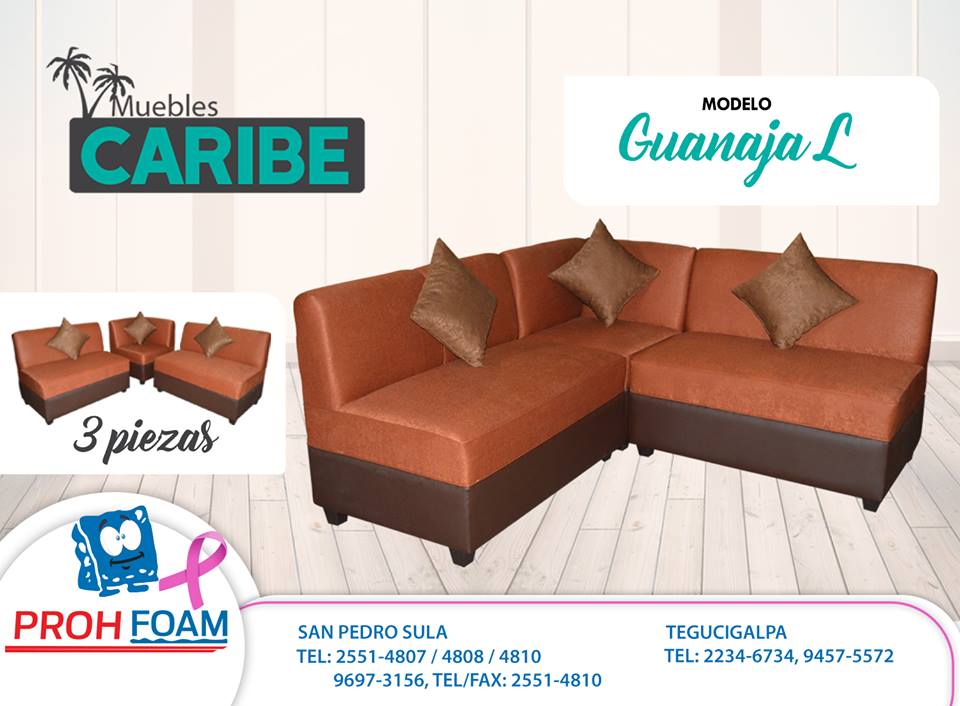 Muebles
CARIBE
MODELO
Guanaja L
3 piezas
PROH FOAM
SAN PEDRO SULA
TEL: 2551-4807 / 4808 / 4810
9697-3156, TEL/FAX: 2551-4810
TEGUCIGALPA
TEL: 2234-6734, 9457-5572